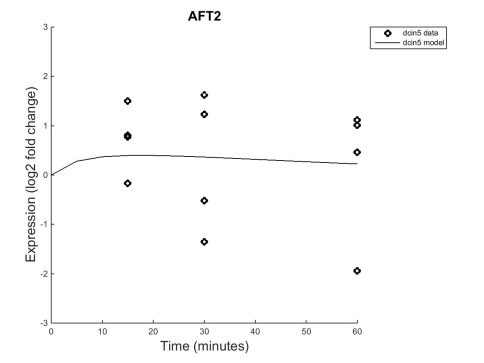 AFT2
dcin5 data
dcin5 model
Expression (log2 fold change)
3
2
1
0
-1
-2
-3
0 10 20 30 40 50 60
Time (minutes)